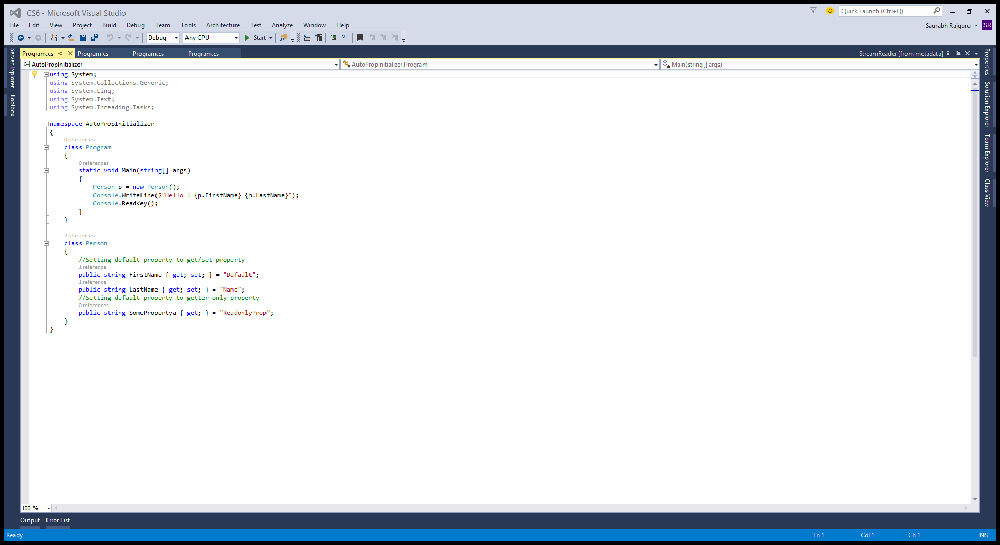 CS6 - Microsoft Visual Studio
Quick Launch (Ctrl+Q)
File Edit View Project Build Debug Team Tools Architecture Test Analyze Window Help
Saurabh Rajguru SR
Debug Any CPU Start
Server Explorer
Toolbox
Program.cs Program.cs Program.cs Program.cs
StreamReader [from metadata]
C# AutoPropInitializer
AutoPropInitializer.Program
Main(string[] args)
using System;
using System.Collections.Generic;
using System.Linq;
using System.Text;
using System.Threading.Tasks;
namespace AutoPropInitializer
{
0 references
class Program
{
0 references
static void Main(string[] args)
{
Person p = new Person();
Console.WriteLine($"Hello ! {p.FirstName} {p.LastName}");
Console.ReadKey();
}
}
2 references
class Person
{
//Setting default property to get/set property
1 reference
public string FirstName { get; set; } = "Default";
1 reference
public string LastName { get; set; } = "Name";
//Setting default property to getter only property
0 references
public string SomePropertya { get; } = "ReadonlyProp";
}
}
Properties
Solution Explorer
Team Explorer
Class View
100 %
Output Error List
Ready Ln 1 Col 1 Ch 1 INS